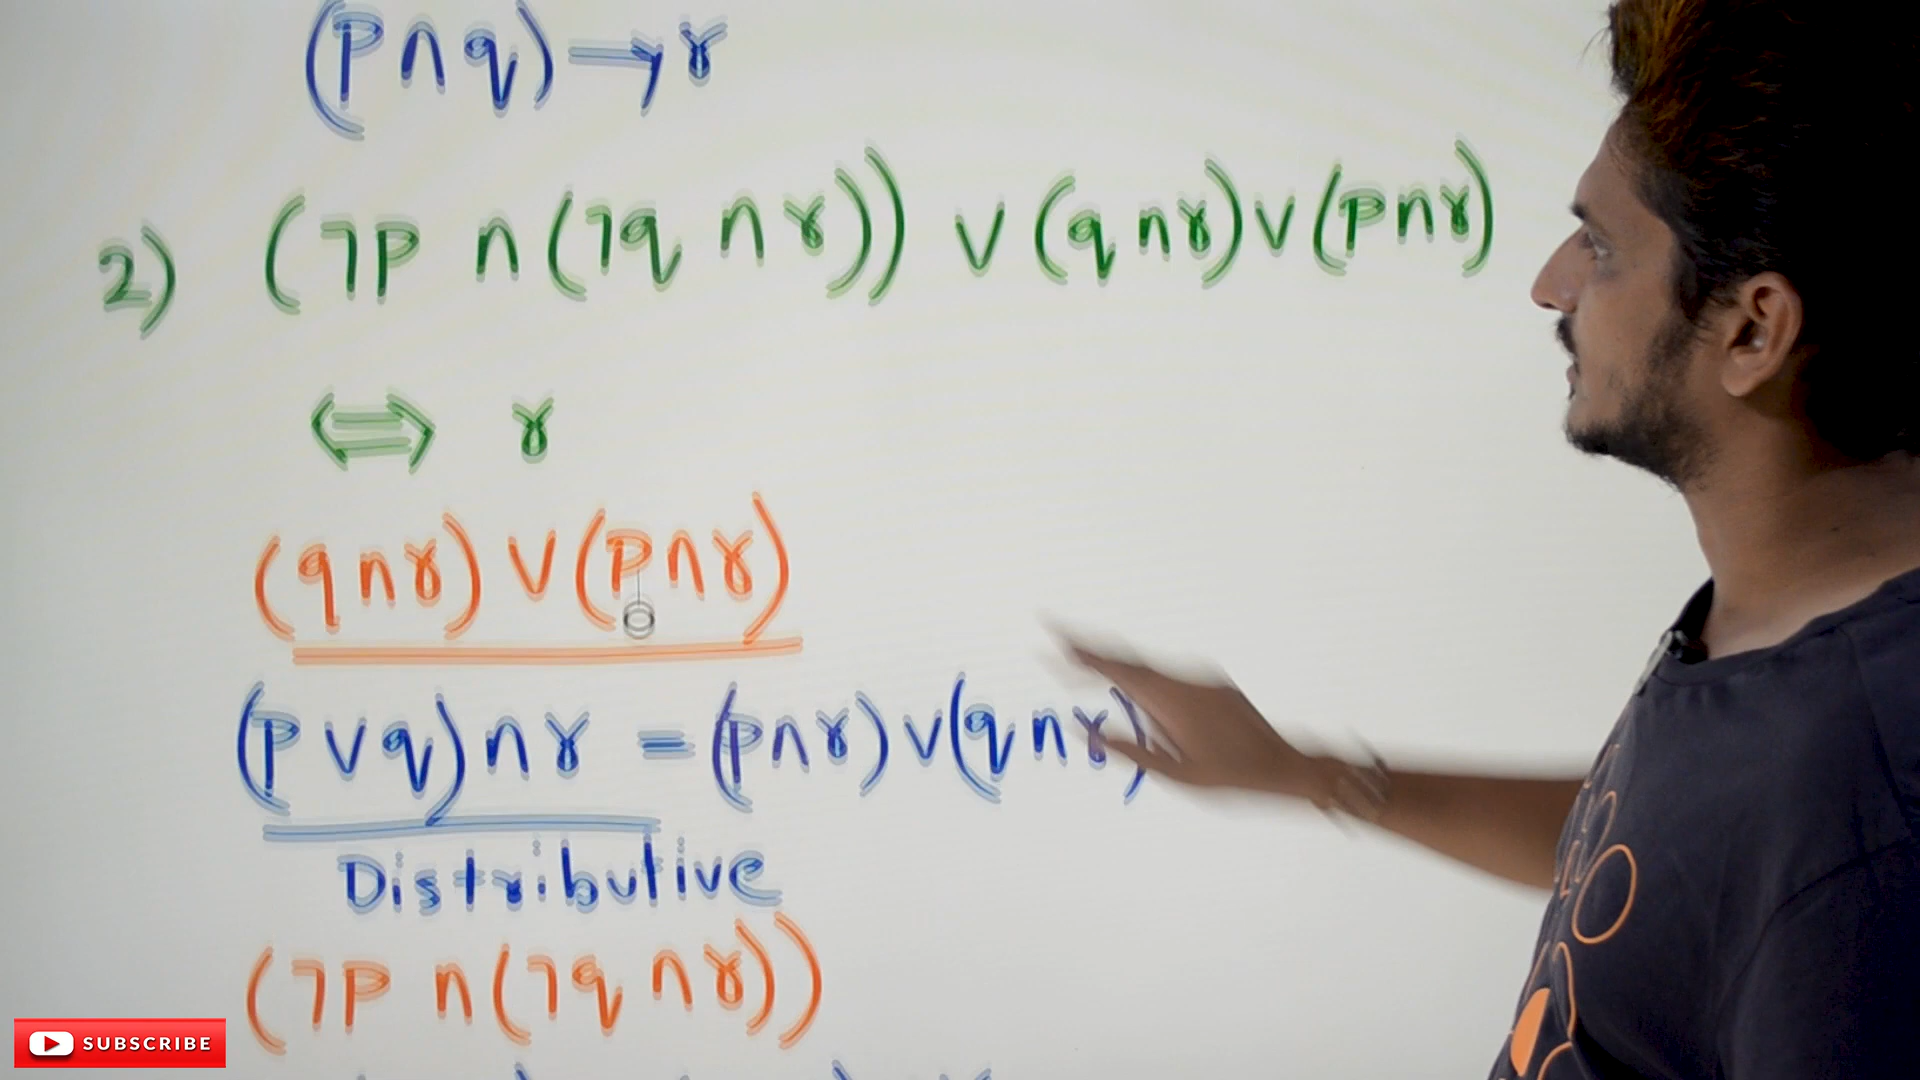 (p ∧ q) → r
2) (¬p ∧ (¬q ∧ r)) ∨ (q ∧ r) ∨ (p ∧ r)
⇔ r
(q ∧ r) ∨ (p ∧ r)
(p ∨ q) ∧ r = (p ∧ r) ∨ (q ∧ r)
Distributive
(¬p ∧ (¬q ∧ r))
SUBSCRIBE